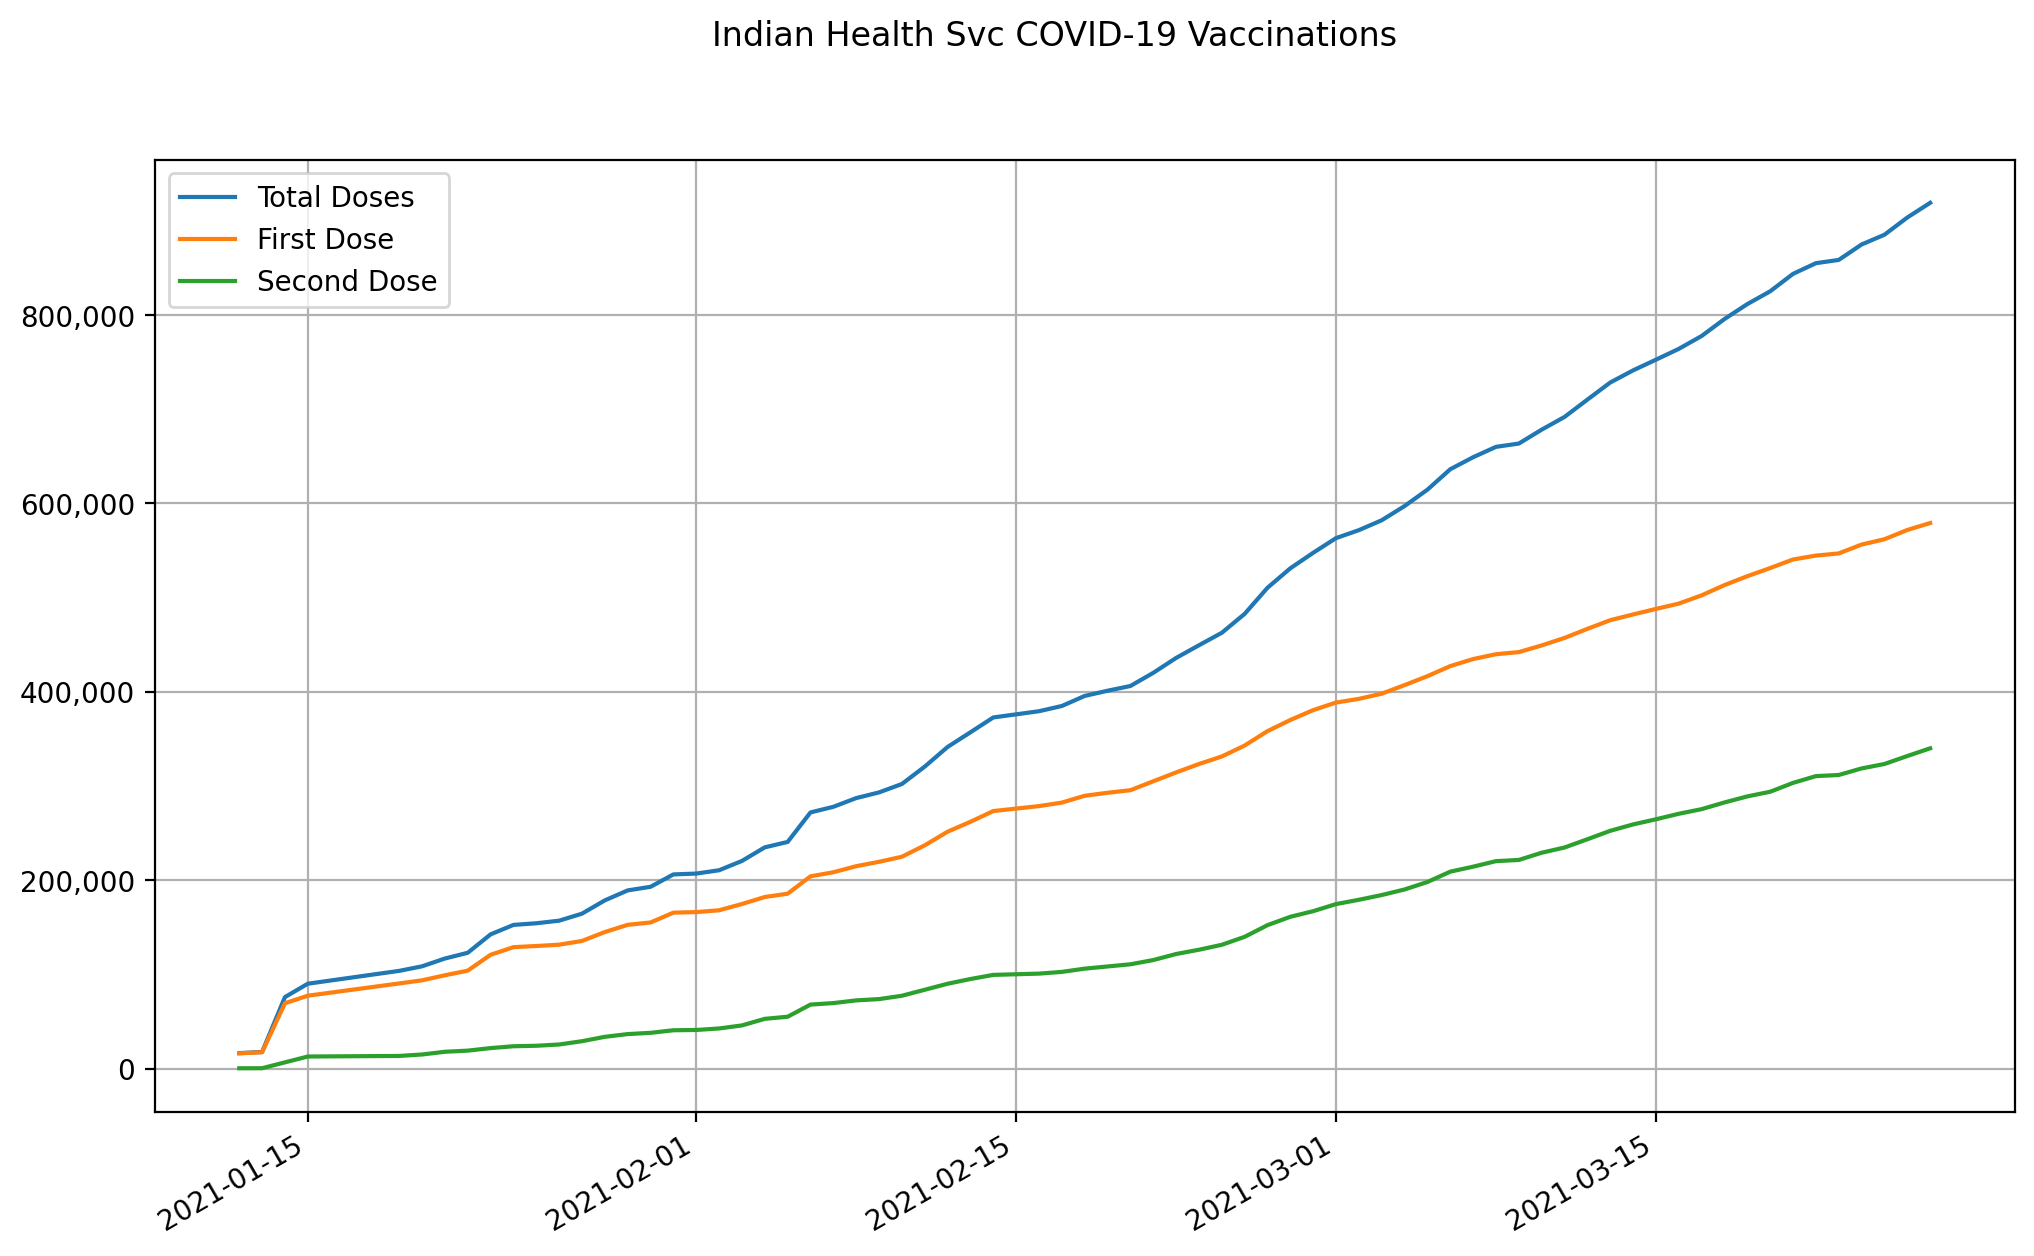 Indian Health Svc COVID-19 Vaccinations
Total Doses
First Dose
Second Dose
800,000
600,000
400,000
200,000
0
2021-01-15
2021-02-01
2021-02-15
2021-03-01
2021-03-15